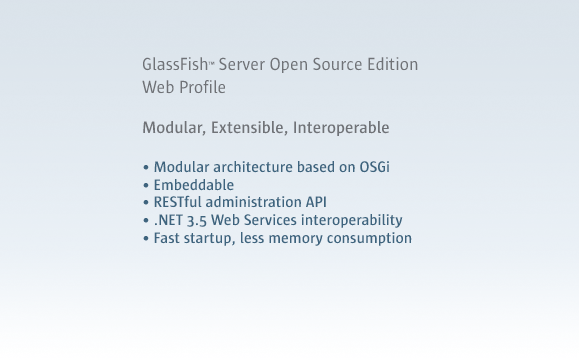 GlassFish™ Server Open Source Edition
Web Profile
Modular, Extensible, Interoperable
• Modular architecture based on OSGi
• Embeddable
• RESTful administration API
• .NET 3.5 Web Services interoperability
• Fast startup, less memory consumption